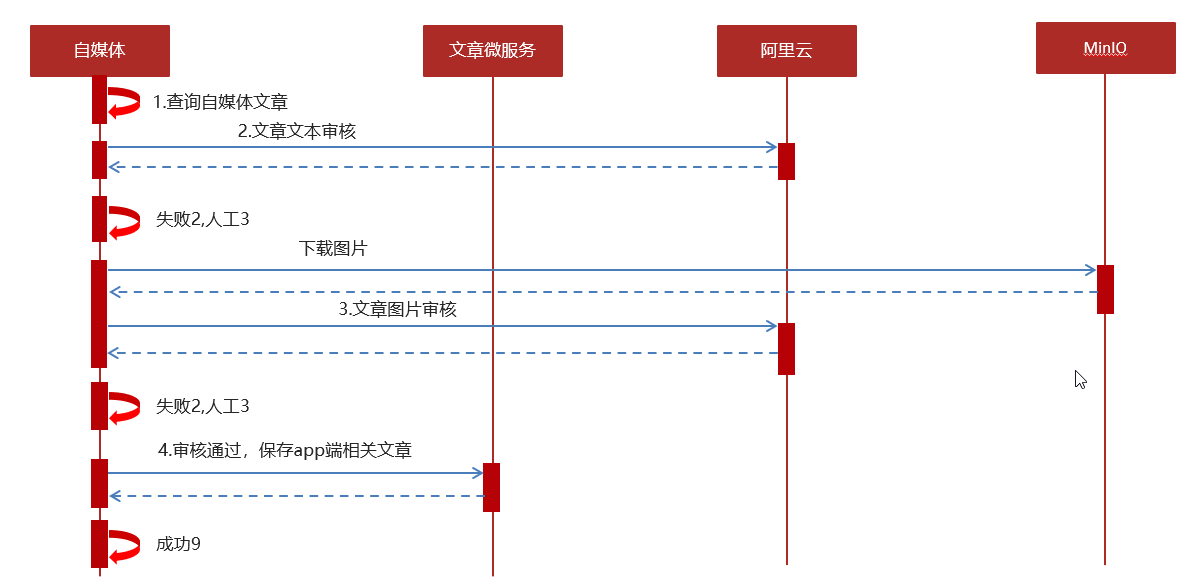 自媒体
文章微服务
阿里云
MinIO
1.查询自媒体文章
2.文章文本审核
失败2,人工3
下载图片
3.文章图片审核
失败2,人工3
4.审核通过，保存app端相关文章
成功9